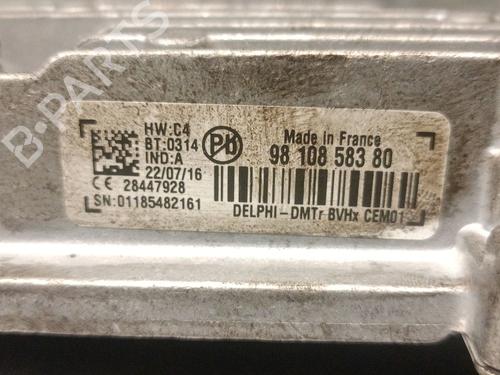 B-PARTS
HW:C4
BT:0314
IND:A
22/07/16
CE 28447928
SN:01185482161
Pb
Made in France
98 108 583 80
DELPHI-DMTr BVHx CEM01